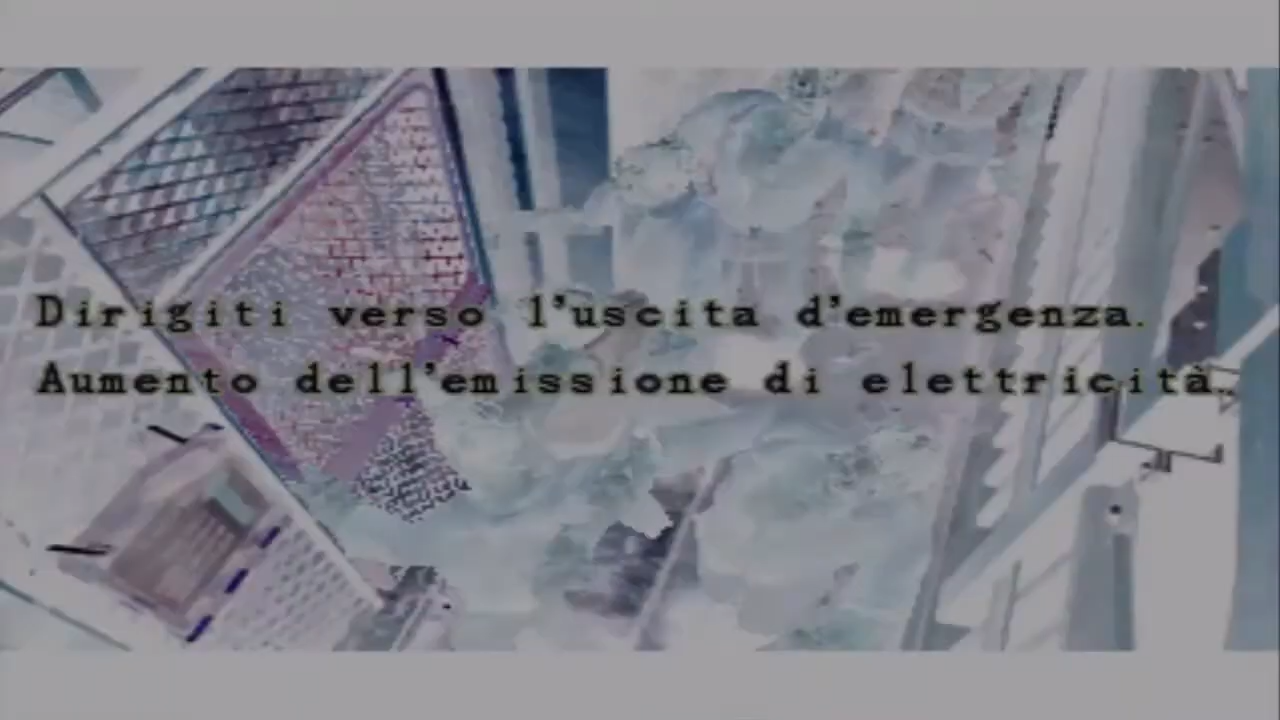 Dirigiti verso l'uscita d'emergenza.
Aumento dell'emissione di elettricità…